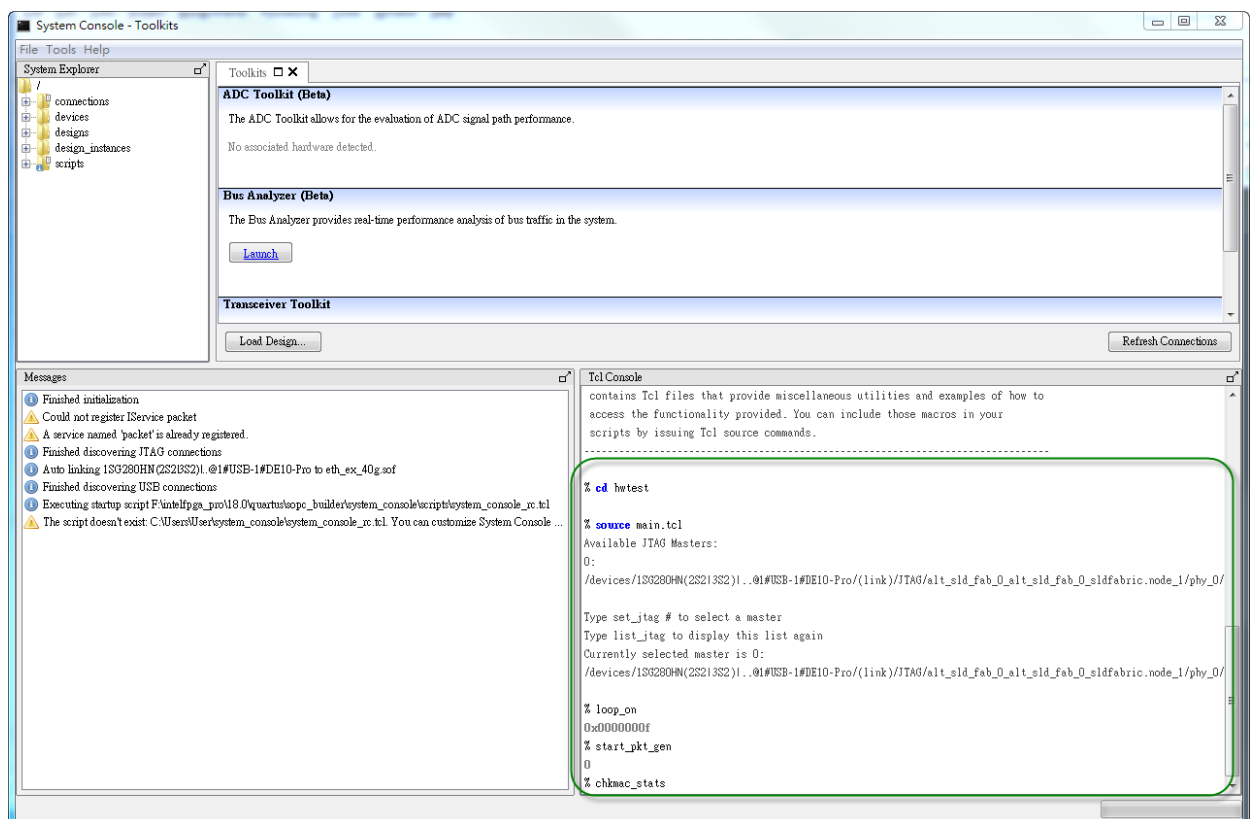 System Console - Toolkits
File Tools Help
System Explorer
/
connections
devices
designs
design_instances
scripts
Toolkits
ADC Toolkit (Beta)
The ADC Toolkit allows for the evaluation of ADC signal path performance.
No associated hardware detected.
Bus Analyzer (Beta)
The Bus Analyzer provides real-time performance analysis of bus traffic in the system.
Launch
Transceiver Toolkit
Load Design...
Refresh Connections
Messages
Finished initialization
Could not register IService packet
A service named 'packet' is already registered.
Finished discovering JTAG connections
Auto linking 1SG280HN(2S2|3S2)|..@1#USB-1#DE10-Pro to eth_ex_40g.sof
Finished discovering USB connections
Executing startup script F:\intelfpga_pro\18.0\quartus\sopc_builder\system_console\scripts\system_console_rc.tcl
The script doesn't exist: C:\Users\User\system_console\system_console_rc.tcl. You can customize System Console ...
Tcl Console
contains Tcl files that provide miscellaneous utilities and examples of how to
access the functionality provided. You can include those macros in your
scripts by issuing Tcl source commands.
-----------------------------------------------------------------------------
% cd hwtest
% source main.tcl
Available JTAG Masters:
0:
/devices/1SG280HN(2S2|3S2)|..@1#USB-1#DE10-Pro/(link)/JTAG/alt_sld_fab_0_alt_sld_fab_0_sldfabric.node_1/phy_0/
Type set_jtag # to select a master
Type list_jtag to display this list again
Currently selected master is 0:
/devices/1SG280HN(2S2|3S2)|..@1#USB-1#DE10-Pro/(link)/JTAG/alt_sld_fab_0_alt_sld_fab_0_sldfabric.node_1/phy_0/
% loop_on
0x0000000f
% start_pkt_gen
0
% chkmac_stats